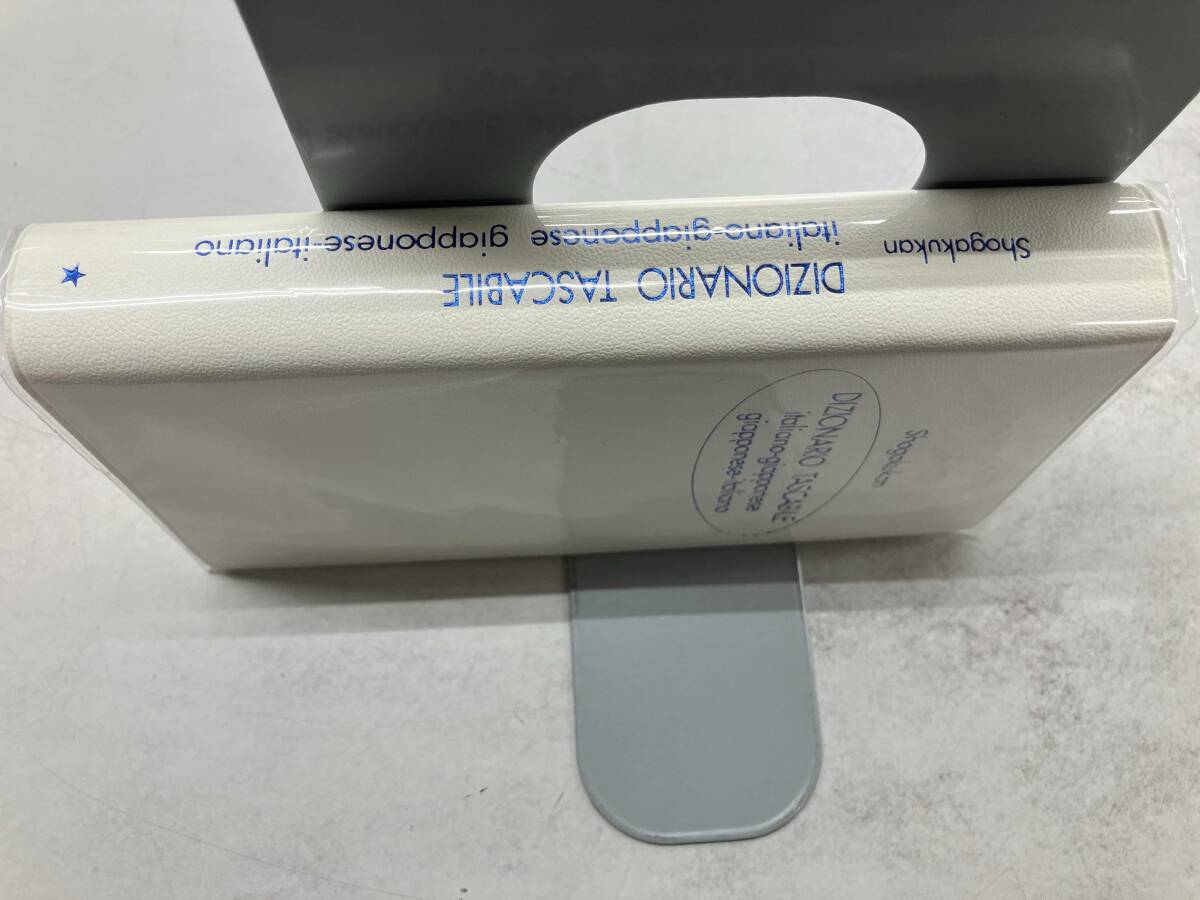 DIZIONARIO TASCABILE
italiano-giapponese giapponese-italiano
Shogakukan
DIZIONARIO TASCABILE
italiano-giapponese
giapponese-italiano
Shogakukan